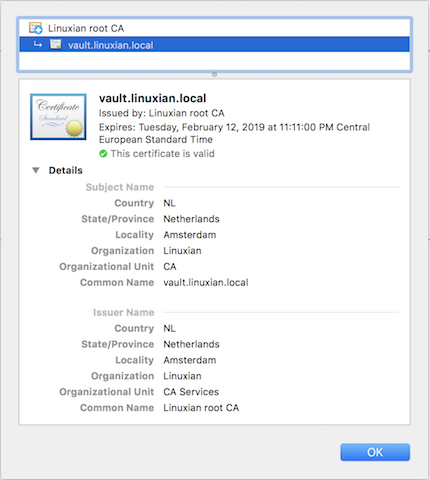 Linuxian root CA
vault.linuxian.local
Certificate
Standard
vault.linuxian.local
Issued by: Linuxian root CA
Expires: Tuesday, February 12, 2019 at 11:11:00 PM Central
European Standard Time
This certificate is valid
Details
Subject Name
Country NL
State/Province Netherlands
Locality Amsterdam
Organization Linuxian
Organizational Unit CA
Common Name vault.linuxian.local
Issuer Name
Country NL
State/Province Netherlands
Locality Amsterdam
Organization Linuxian
Organizational Unit CA Services
Common Name Linuxian root CA
OK